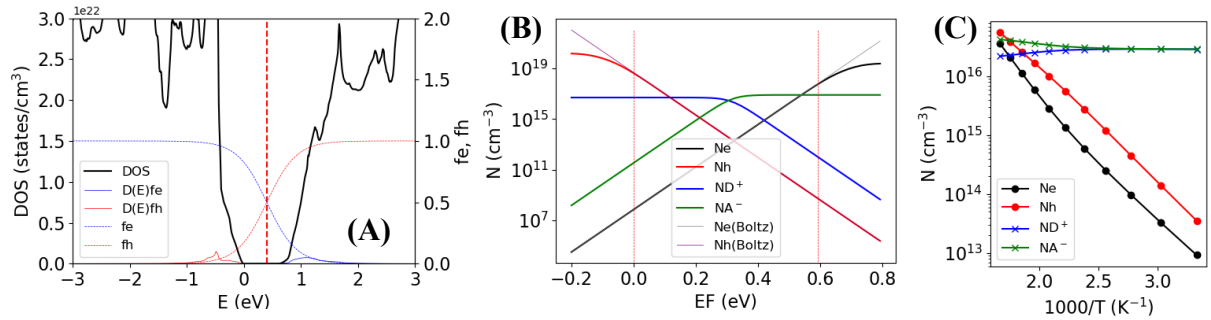 1e22
3.0
2.5
2.0
1.5
1.0
0.5
0.0
DOS (states/cm³)
DOS
D(E)fe
D(E)fh
fe
fh
(A)
−3 −2 −1 0 1 2 3
E (eV)
2.0
1.5
1.0
0.5
0.0
fe, fh
(B)
10¹⁹
10¹⁵
10¹¹
10⁷
N (cm⁻³)
Ne
Nh
ND⁺
NA⁻
Ne(Boltz)
Nh(Boltz)
−0.2 0.0 0.2 0.4 0.6 0.8
EF (eV)
(C)
10¹⁶
10¹⁵
10¹⁴
10¹³
N (cm⁻³)
Ne
Nh
ND⁺
NA⁻
2.0 2.5 3.0
1000/T (K⁻¹)